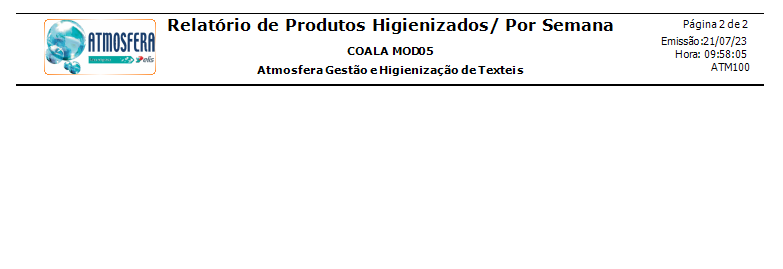 Relatório de Produtos Higienizados/ Por Semana
COALA MOD05
Atmosfera Gestão e Higienização de Texteis
Página 2 de 2
Emissão:21/07/23
Hora: 09:58:05
ATM100
ATMOSFERA
elis